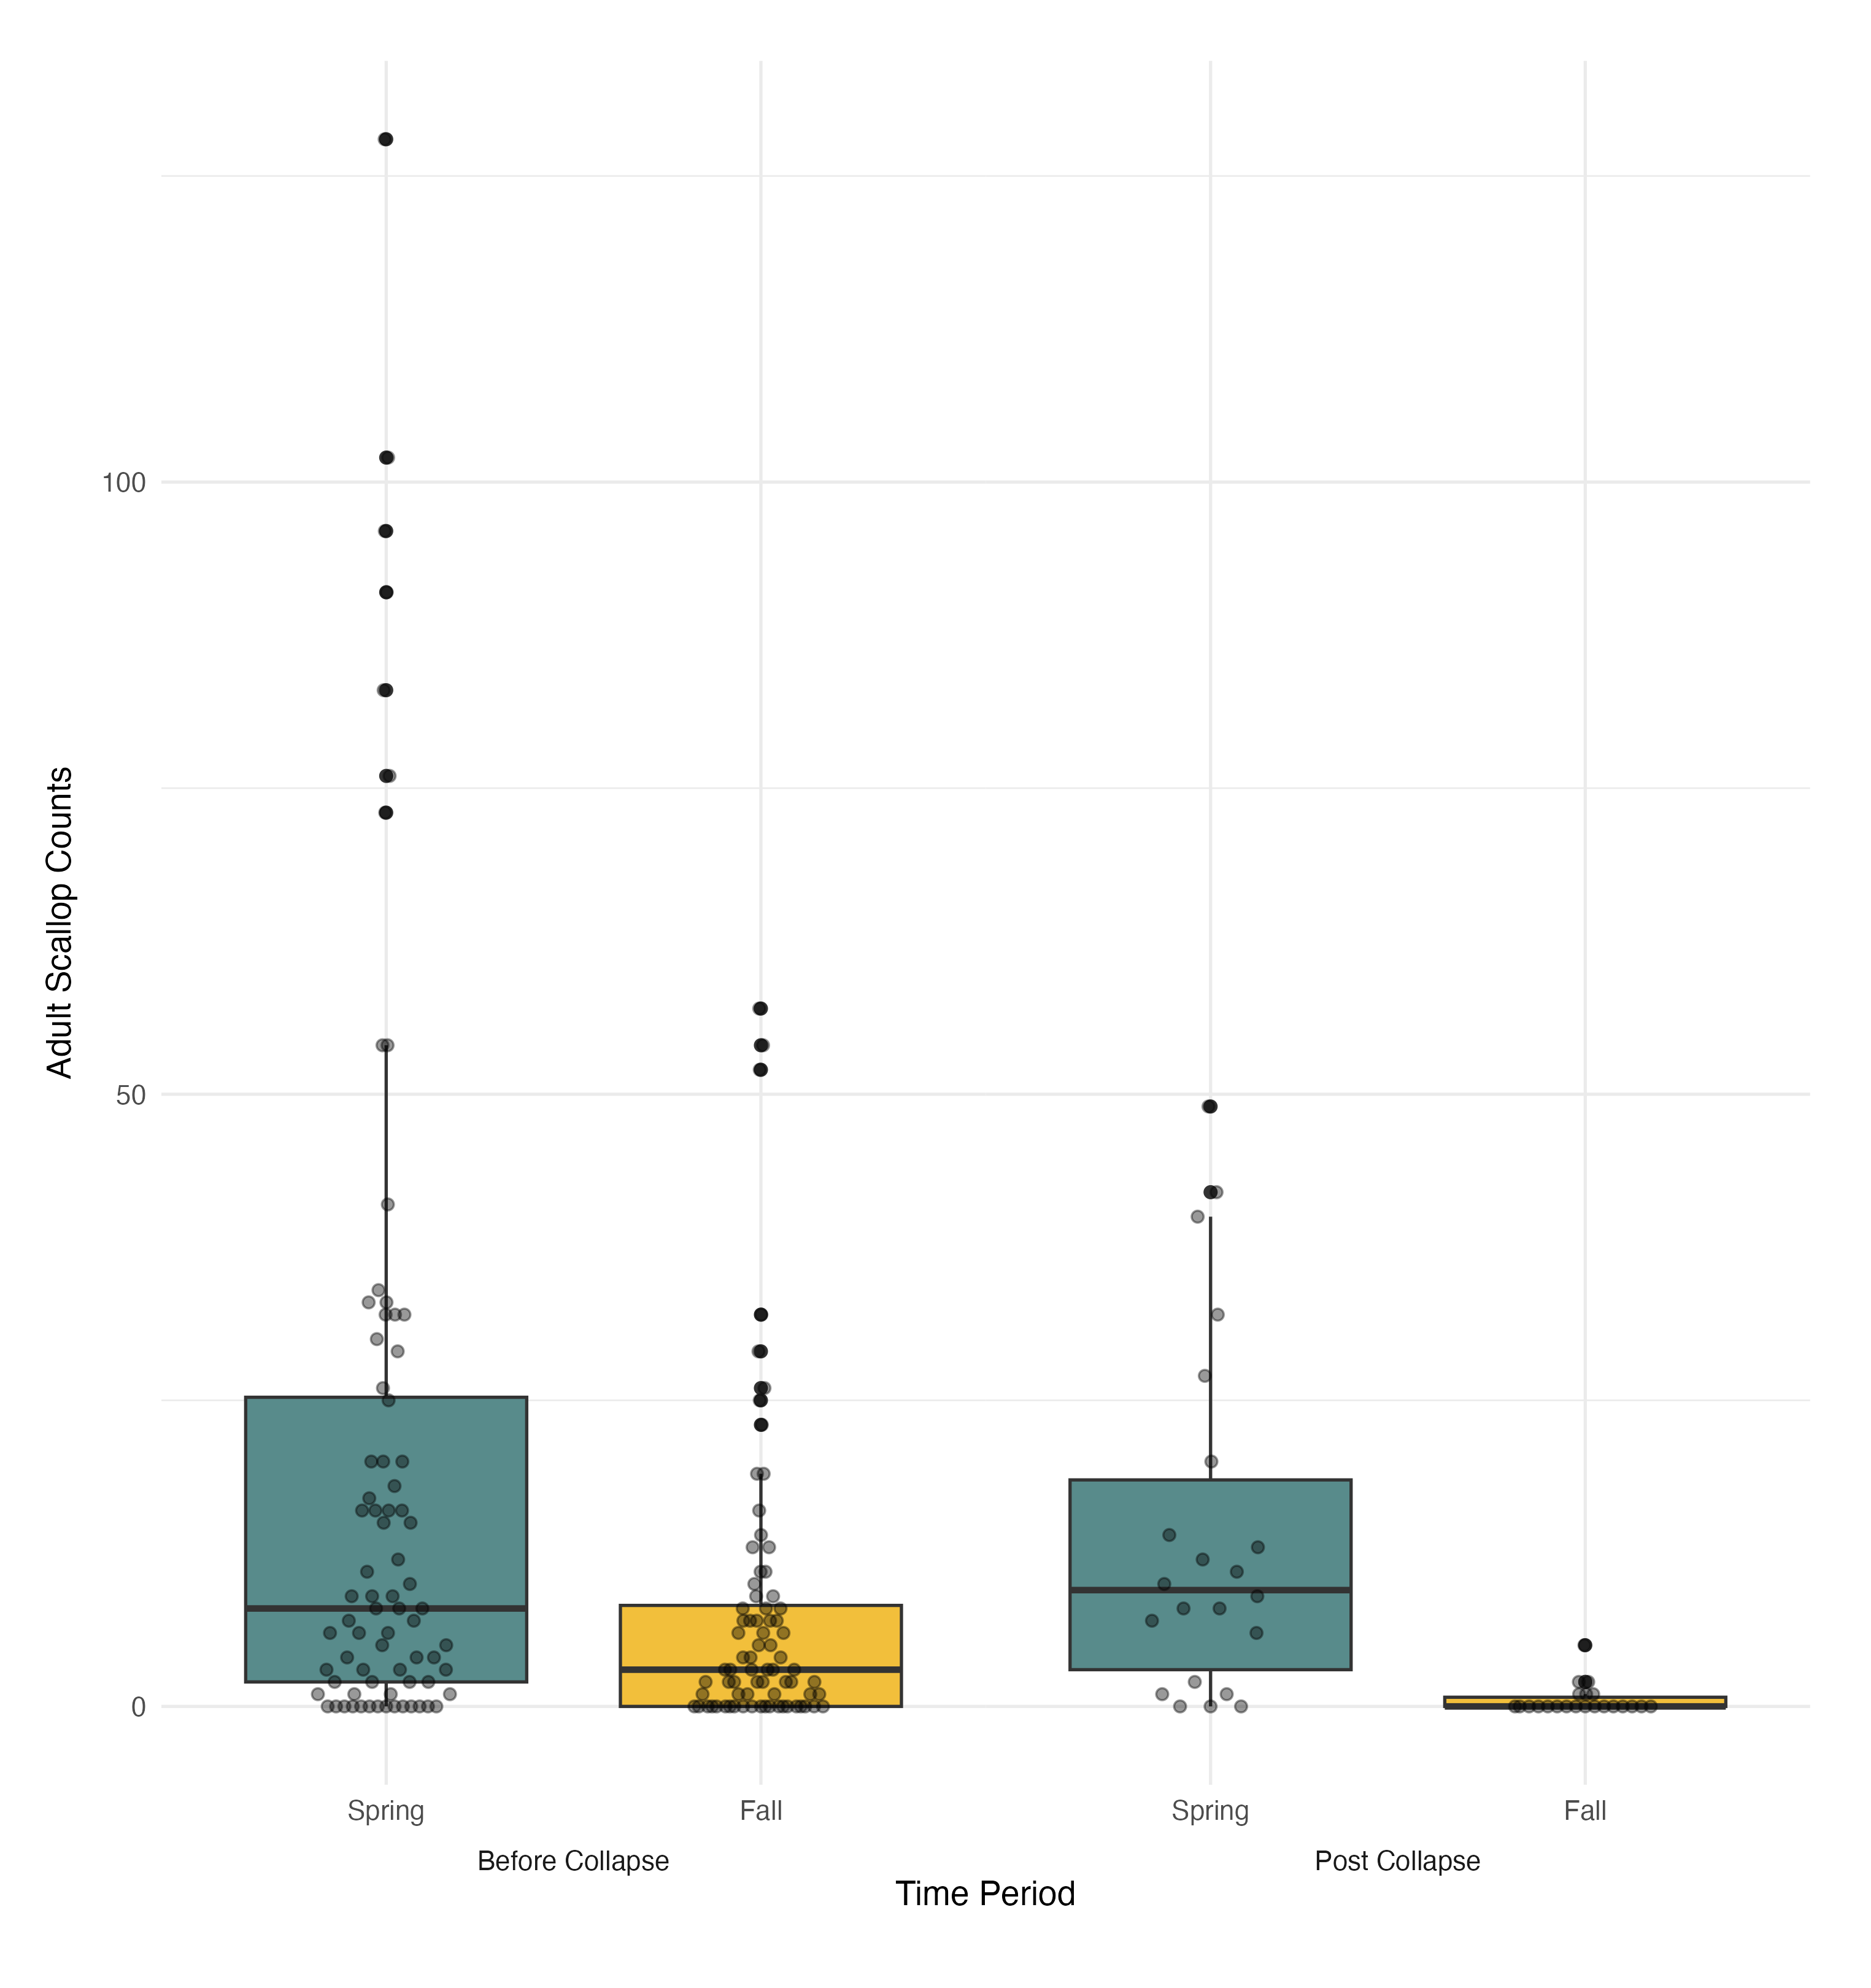 Adult Scallop Counts
100
50
0
Spring Fall Spring Fall
Before Collapse Post Collapse
Time Period